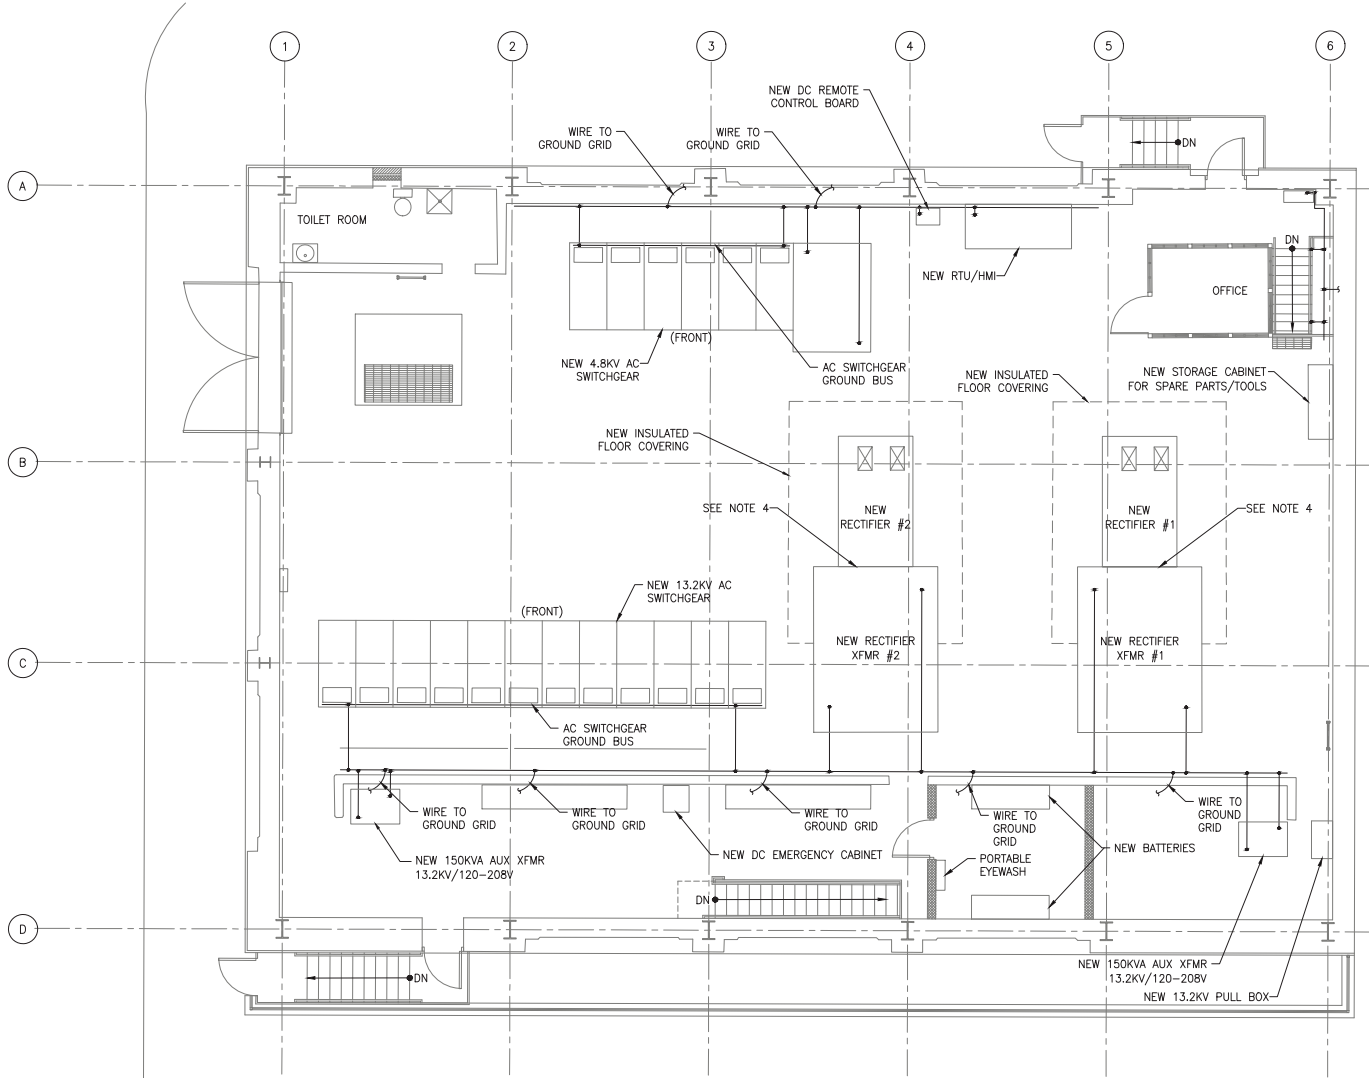 1
2
3
4
5
6
NEW DC REMOTE
CONTROL BOARD
WIRE TO
GROUND GRID
WIRE TO
GROUND GRID
DN
A
TOILET ROOM
DN
NEW RTU/HMI
OFFICE
(FRONT)
NEW 4.8KV AC
SWITCHGEAR
AC SWITCHGEAR
GROUND BUS
NEW INSULATED
FLOOR COVERING
NEW STORAGE CABINET
FOR SPARE PARTS/TOOLS
NEW INSULATED
FLOOR COVERING
B
SEE NOTE 4
NEW
RECTIFIER #2
NEW
RECTIFIER #1
SEE NOTE 4
NEW 13.2KV AC
SWITCHGEAR
(FRONT)
NEW RECTIFIER
XFMR #2
NEW RECTIFIER
XFMR #1
C
AC SWITCHGEAR
GROUND BUS
WIRE TO
GROUND GRID
WIRE TO
GROUND GRID
WIRE TO
GROUND GRID
WIRE TO
GROUND
GRID
WIRE TO
GROUND
GRID
NEW 150KVA AUX XFMR
13.2KV/120-208V
NEW DC EMERGENCY CABINET
PORTABLE
EYEWASH
NEW BATTERIES
DN
D
DN
NEW 150KVA AUX XFMR
13.2KV/120-208V
NEW 13.2KV PULL BOX